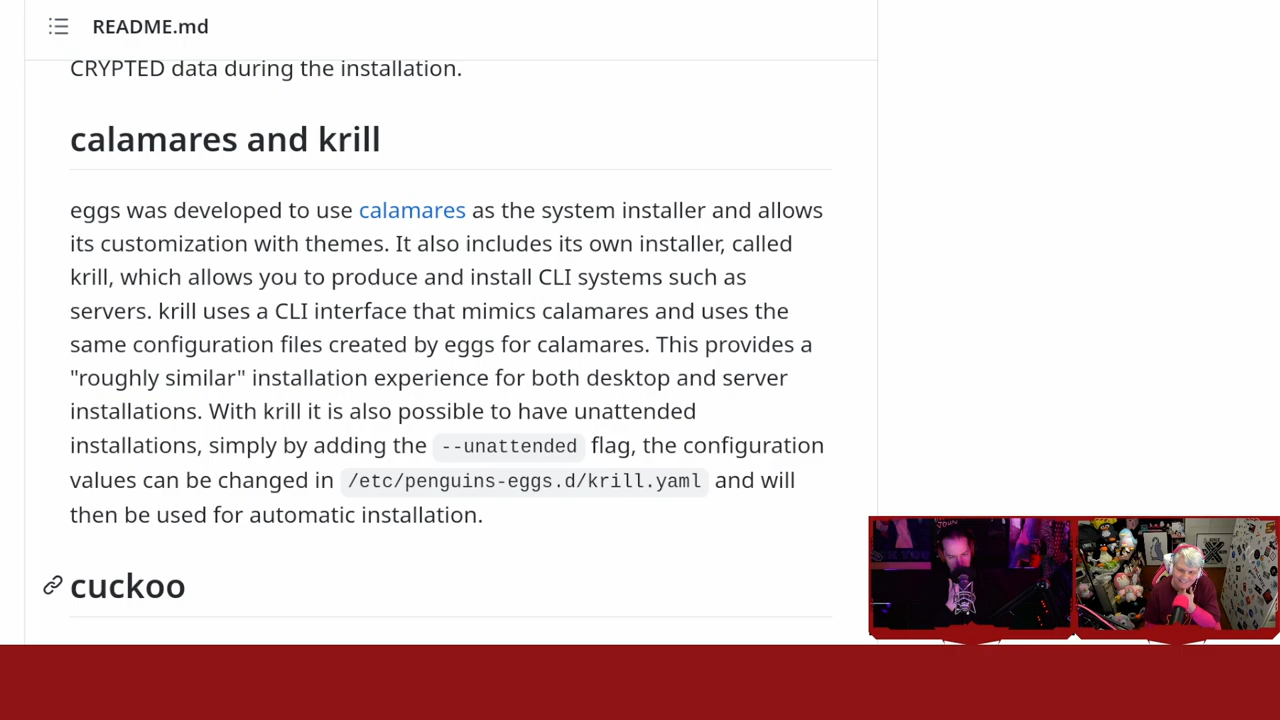 README.md
CRYPTED data during the installation.
calamares and krill
eggs was developed to use calamares as the system installer and allows
its customization with themes. It also includes its own installer, called
krill, which allows you to produce and install CLI systems such as
servers. krill uses a CLI interface that mimics calamares and uses the
same configuration files created by eggs for calamares. This provides a
"roughly similar" installation experience for both desktop and server
installations. With krill it is also possible to have unattended
installations, simply by adding the --unattended flag, the configuration
values can be changed in /etc/penguins-eggs.d/krill.yaml and will
then be used for automatic installation.
cuckoo